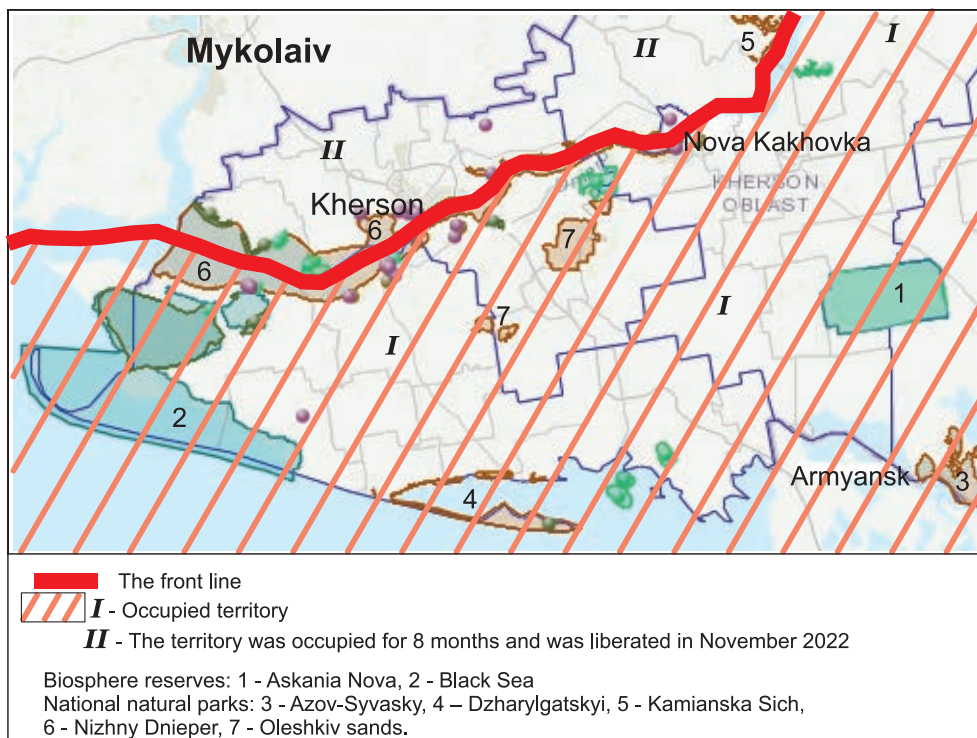 Mykolaiv
II
5
I
II
Nova Kakhovka
KHERSON
OBLAST
Kherson
6
7
6
1
7
I
I
2
Armyansk
4
3
The front line
I - Occupied territory
II - The territory was occupied for 8 months and was liberated in November 2022
Biosphere reserves: 1 - Askania Nova, 2 - Black Sea
National natural parks: 3 - Azov-Syvasky, 4 – Dzharylgatskyi, 5 - Kamianska Sich,
6 - Nizhny Dnieper, 7 - Oleshkiv sands.